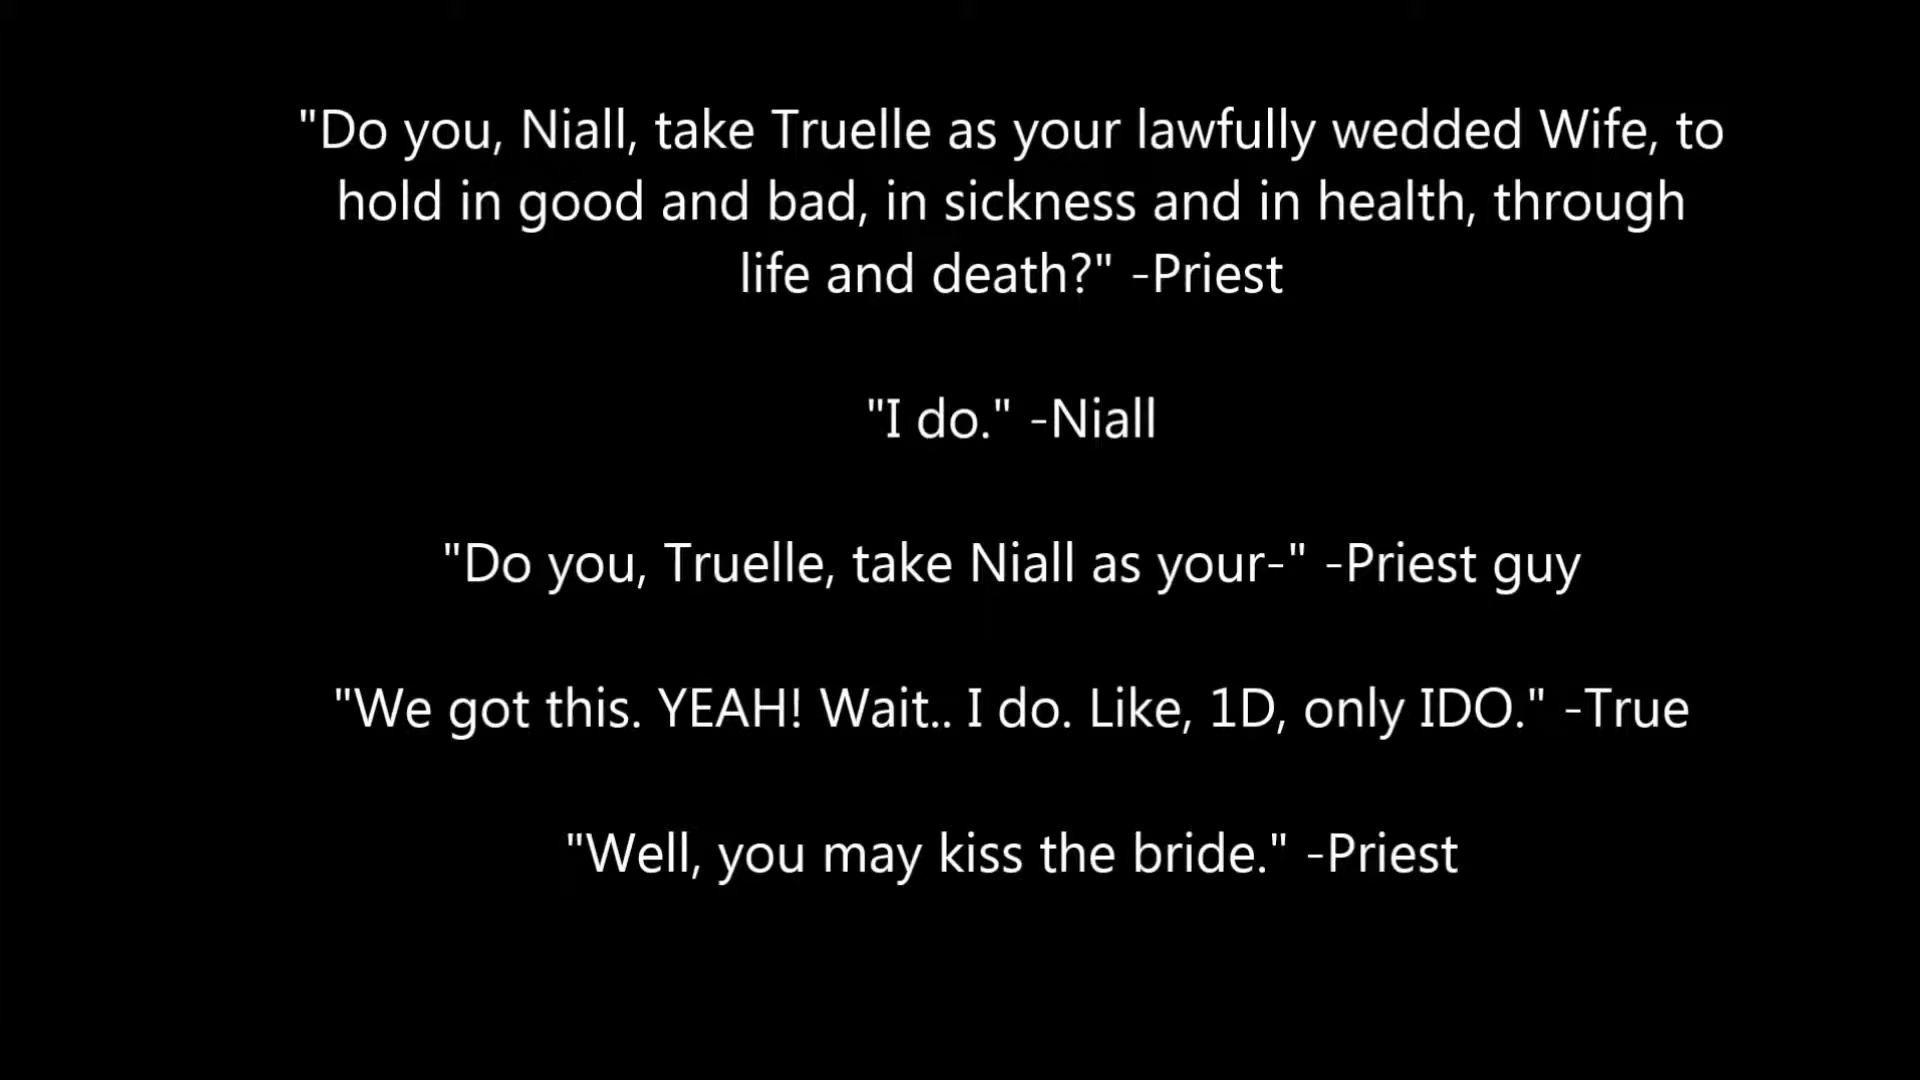 "Do you, Niall, take Truelle as your lawfully wedded Wife, to
hold in good and bad, in sickness and in health, through
life and death?" -Priest
"I do." -Niall
"Do you, Truelle, take Niall as your-" -Priest guy
"We got this. YEAH! Wait.. I do. Like, 1D, only IDO." -True
"Well, you may kiss the bride." -Priest